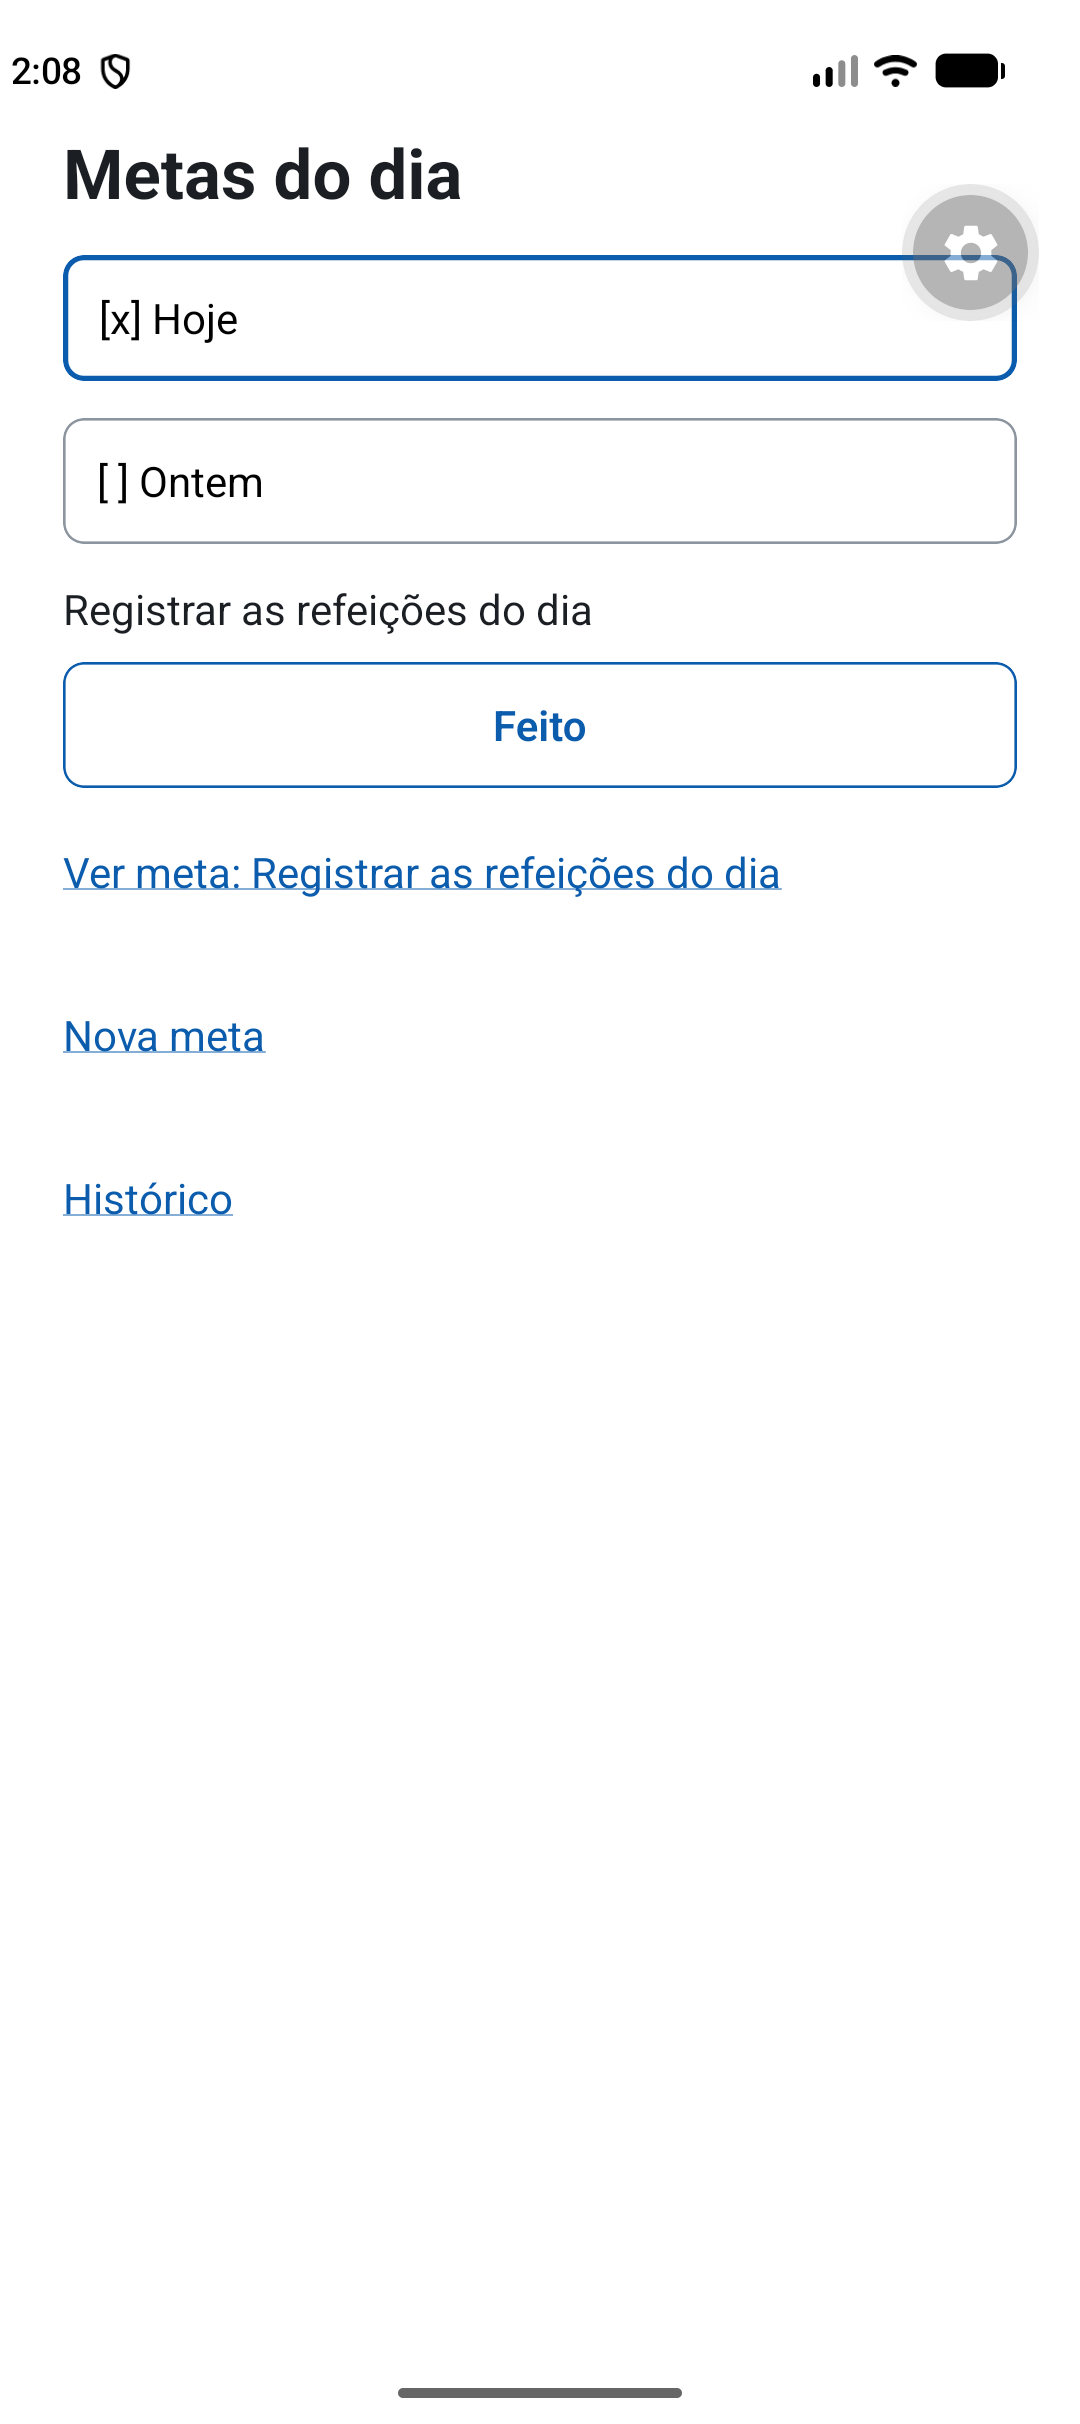 2:08
Metas do dia
[x] Hoje
[ ] Ontem
Registrar as refeições do dia
Feito
Ver meta: Registrar as refeições do dia
Nova meta
Histórico